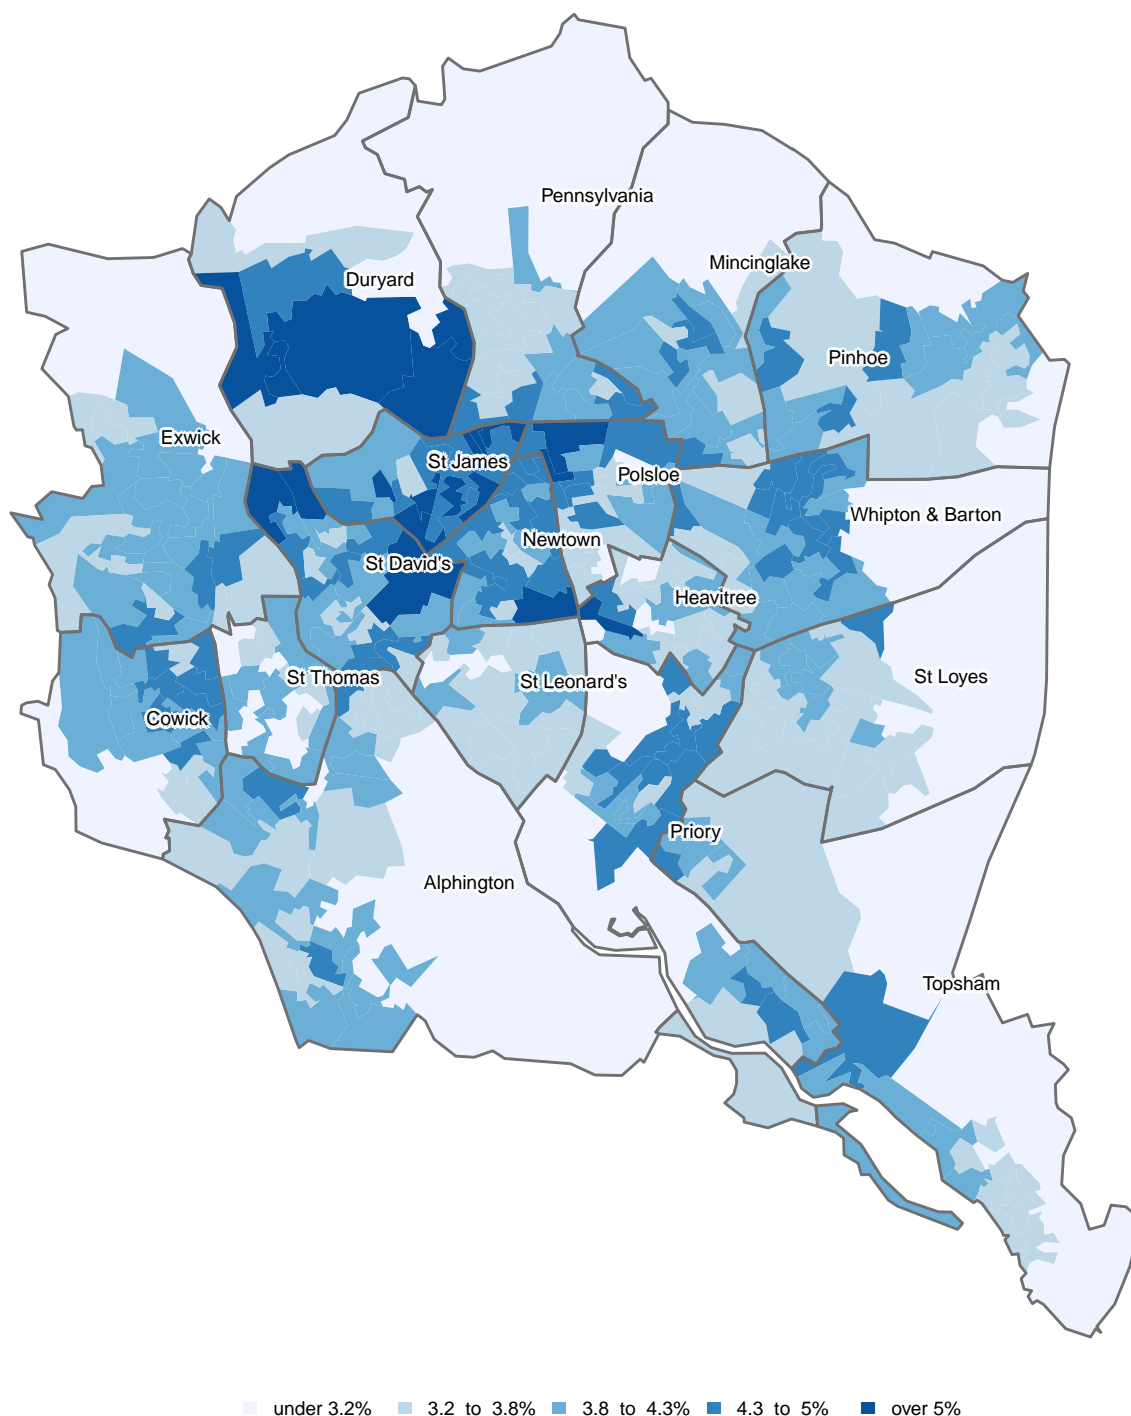 Pennsylvania
Mincinglake
Duryard
Pinhoe
Exwick
St James
Polsloe
Whipton & Barton
Newtown
St David's
Heavitree
St Thomas
St Leonard's
St Loyes
Cowick
Priory
Alphington
Topsham
under 3.2% 3.2 to 3.8% 3.8 to 4.3% 4.3 to 5% over 5%